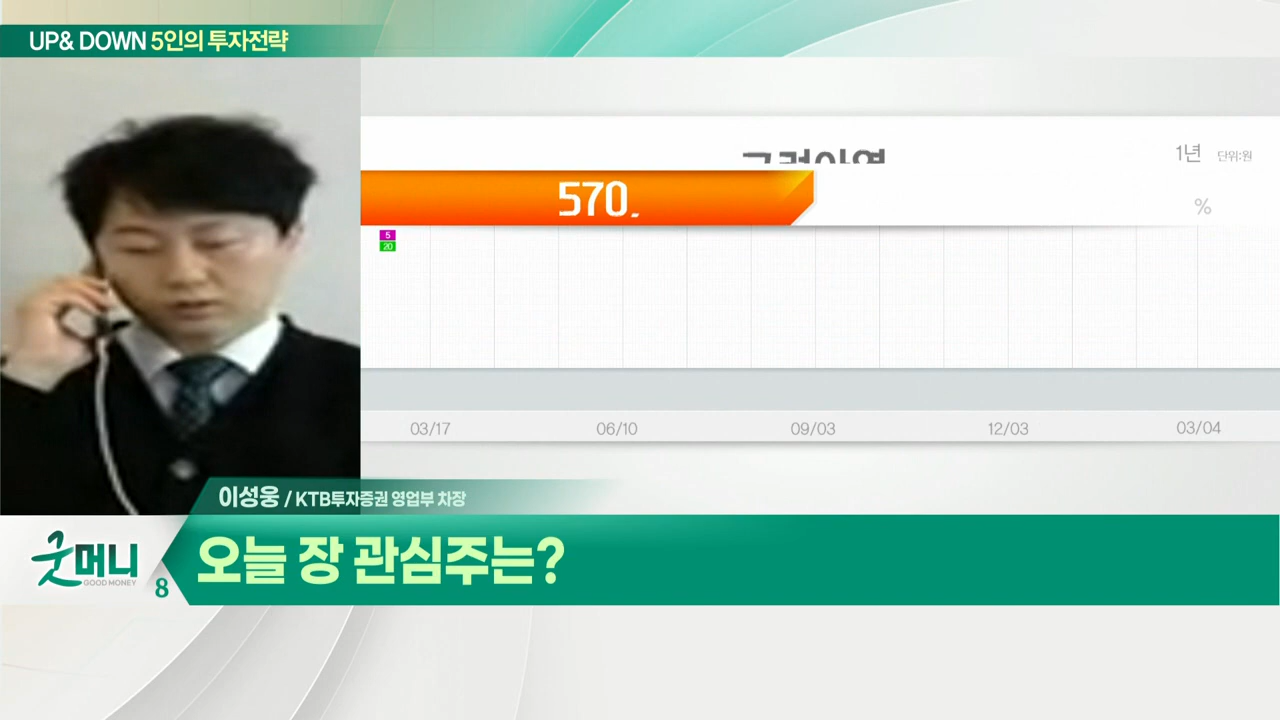 UP& DOWN 5인의 투자전략
1년 단위:원
570.
%
5
20
03/17 06/10 09/03 12/03 03/04
이성웅 / KTB투자증권 영업부 차장
굿머니
GOOD MONEY
8
오늘 장 관심주는?